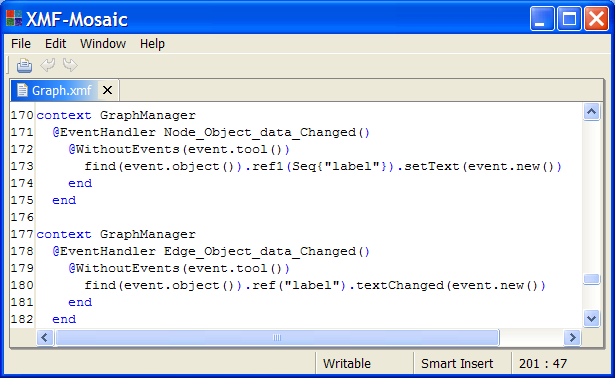 XMF-Mosaic
File Edit Window Help
Graph.xmf
170 context GraphManager
171   @EventHandler Node_Object_data_Changed()
172     @WithoutEvents(event.tool())
173       find(event.object()).ref1(Seq{"label"}).setText(event.new())
174     end
175   end
176
177 context GraphManager
178   @EventHandler Edge_Object_data_Changed()
179     @WithoutEvents(event.tool())
180       find(event.object()).ref("label").textChanged(event.new())
181     end
182   end
Writable Smart Insert 201 : 47